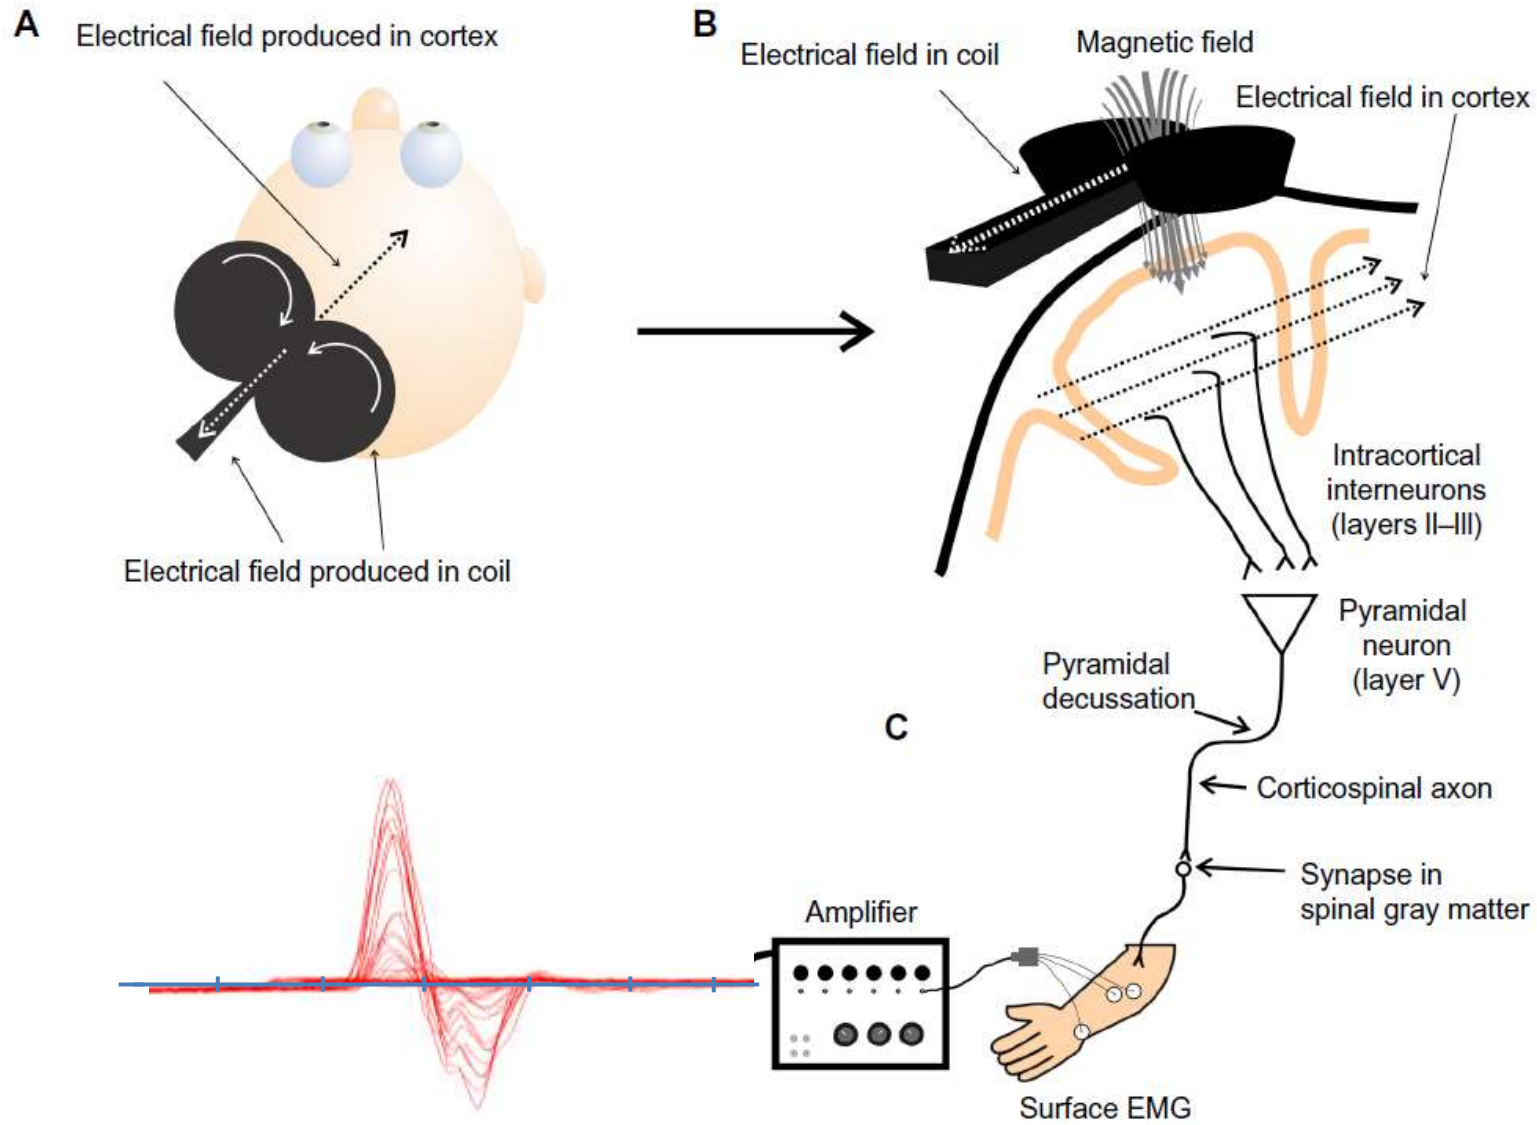 A
Electrical field produced in cortex
Electrical field produced in coil
B
Electrical field in coil
Magnetic field
Electrical field in cortex
Intracortical
interneurons
(layers II–III)
Pyramidal
neuron
(layer V)
Pyramidal
decussation
C
Corticospinal axon
Synapse in
spinal gray matter
Amplifier
Surface EMG